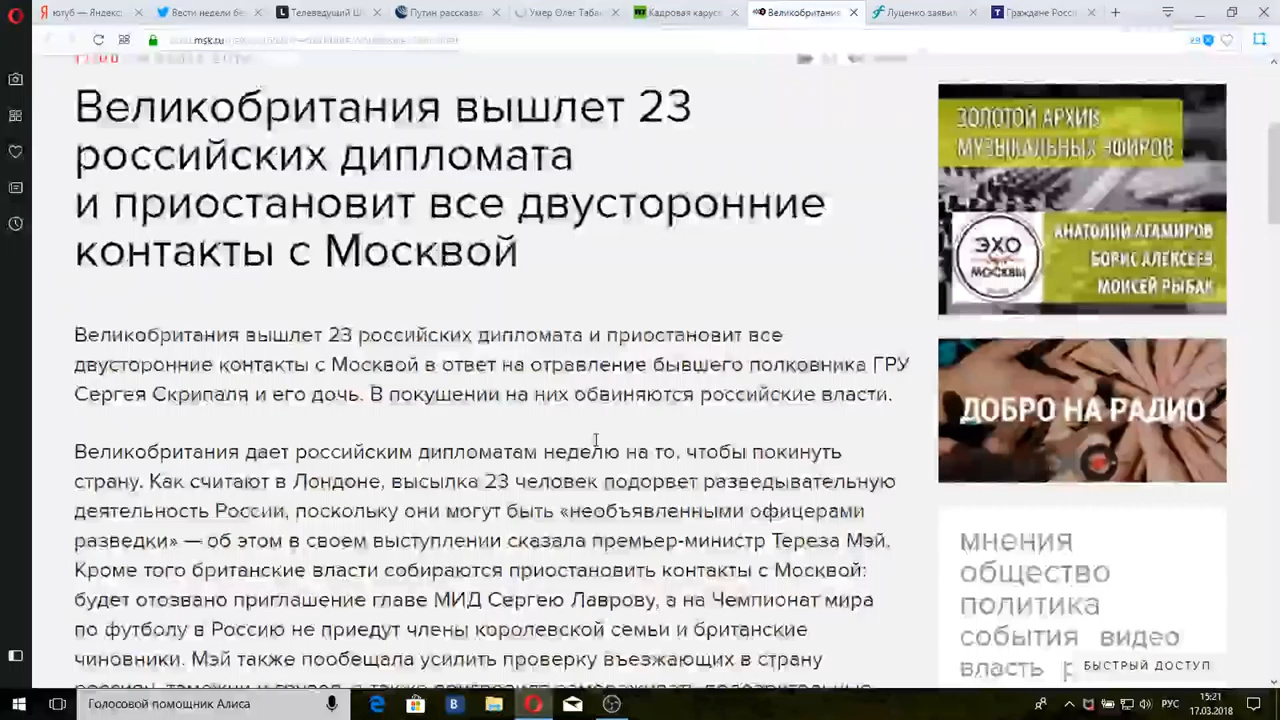 ютуб — Яндекс
Вести недели бе
Телеведущий Ш
Путин рассказа
Умер Олег Таба
Кадровая карус
Великобритания
Луценко заявил
Граждане Росси
msk.ru
29
Великобритания вышлет 23
российских дипломата
и приостановит все двусторонние
контакты с Москвой
Великобритания вышлет 23 российских дипломата и приостановит все
двусторонние контакты с Москвой в ответ на отравление бывшего полковника ГРУ
Сергея Скрипаля и его дочь. В покушении на них обвиняются российские власти.
Великобритания дает российским дипломатам неделю на то, чтобы покинуть
страну. Как считают в Лондоне, высылка 23 человек подорвет разведывательную
деятельность России, поскольку они могут быть «необъявленными офицерами
разведки» — об этом в своем выступлении сказала премьер-министр Тереза Мэй.
Кроме того британские власти собираются приостановить контакты с Москвой:
будет отозвано приглашение главе МИД Сергею Лаврову, а на Чемпионат мира
по футболу в Россию не приедут члены королевской семьи и британские
чиновники. Мэй также пообещала усилить проверку въезжающих в страну
ЗОЛОТОЙ АРХИВ
МУЗЫКАЛЬНЫХ ЭФИРОВ
ЭХО
МОСКВЫ
АНАТОЛИЙ АГАМИРОВ
БОРИС АЛЕКСЕЕВ
МОИСЕЙ РЫБАК
ДОБРО НА РАДИО
мнения
общество
политика
события видео
власть
БЫСТРЫЙ ДОСТУП
Голосовой помощник Алиса
РУС
15:21
17.03.2018